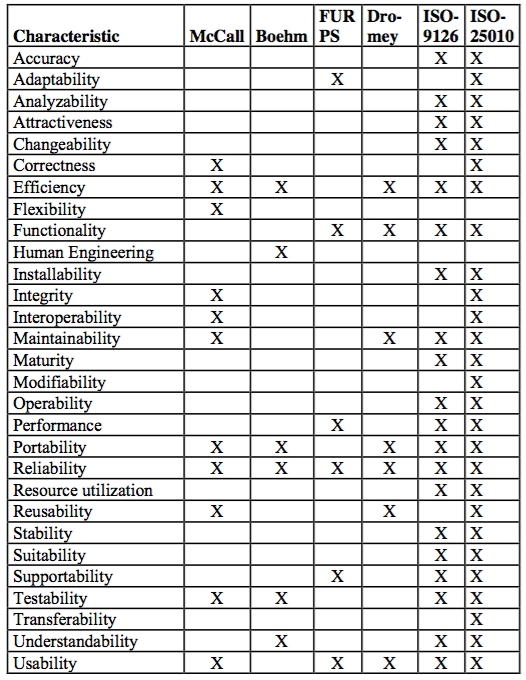 FUR Dro- ISO- ISO-
Characteristic McCall Boehm PS mey 9126 25010
Accuracy X X
Adaptability X X
Analyzability X X
Attractiveness X X
Changeability X X
Correctness X X
Efficiency X X X X X
Flexibility X
Functionality X X X X
Human Engineering X
Installability X X
Integrity X X
Interoperability X X
Maintainability X X X X
Maturity X X
Modifiability X
Operability X X
Performance X X X
Portability X X X X X
Reliability X X X X X X
Resource utilization X X
Reusability X X X
Stability X X
Suitability X X
Supportability X X X
Testability X X X X
Transferability X
Understandability X X X
Usability X X X X X